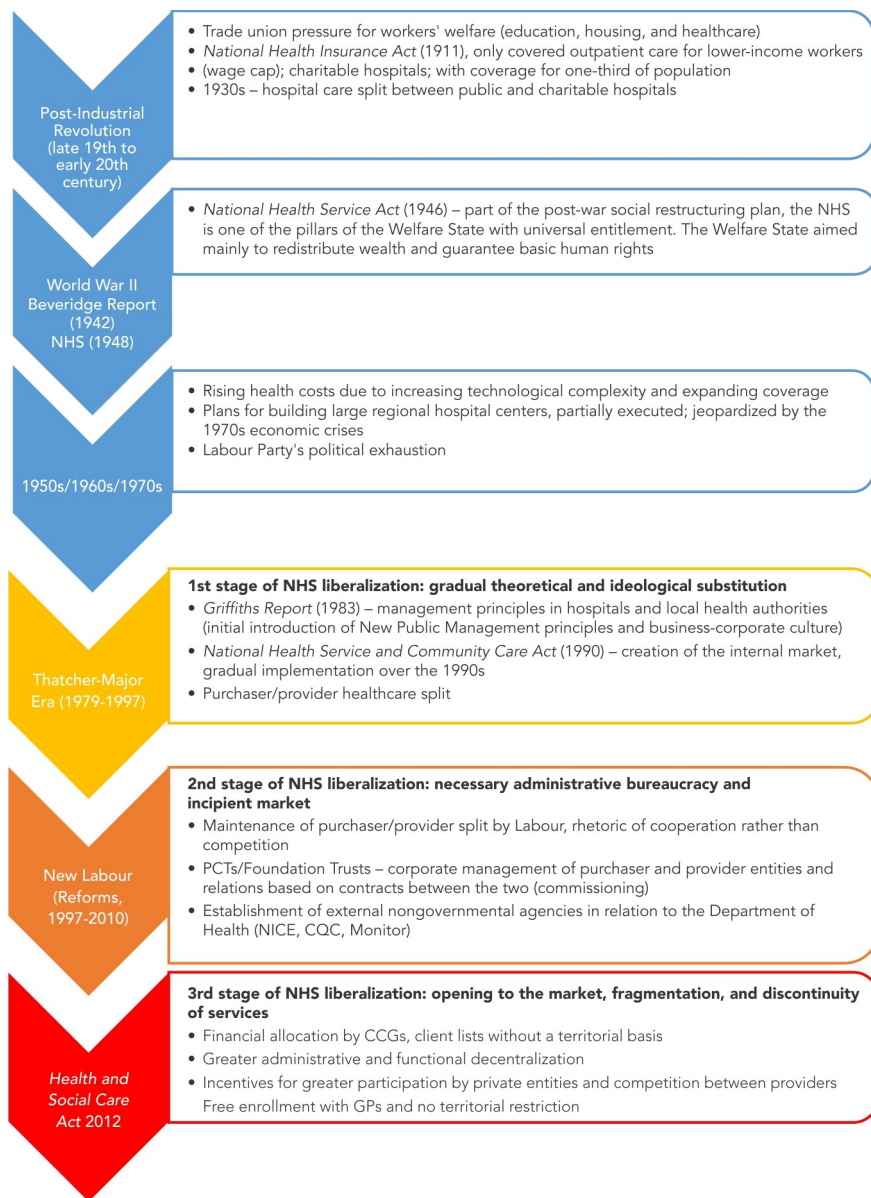 Post-Industrial
Revolution
(late 19th to
early 20th
century)
• Trade union pressure for workers' welfare (education, housing, and healthcare)
• National Health Insurance Act (1911), only covered outpatient care for lower-income workers
• (wage cap); charitable hospitals; with coverage for one-third of population
• 1930s – hospital care split between public and charitable hospitals
World War II
Beveridge Report
(1942)
NHS (1948)
• National Health Service Act (1946) – part of the post-war social restructuring plan, the NHS
is one of the pillars of the Welfare State with universal entitlement. The Welfare State aimed
mainly to redistribute wealth and guarantee basic human rights
1950s/1960s/1970s
• Rising health costs due to increasing technological complexity and expanding coverage
• Plans for building large regional hospital centers, partially executed; jeopardized by the
1970s economic crises
• Labour Party's political exhaustion
Thatcher-Major
Era (1979-1997)
1st stage of NHS liberalization: gradual theoretical and ideological substitution
• Griffiths Report (1983) – management principles in hospitals and local health authorities
(initial introduction of New Public Management principles and business-corporate culture)
• National Health Service and Community Care Act (1990) – creation of the internal market,
gradual implementation over the 1990s
• Purchaser/provider healthcare split
New Labour
(Reforms,
1997-2010)
2nd stage of NHS liberalization: necessary administrative bureaucracy and
incipient market
• Maintenance of purchaser/provider split by Labour, rhetoric of cooperation rather than
competition
• PCTs/Foundation Trusts – corporate management of purchaser and provider entities and
relations based on contracts between the two (commissioning)
• Establishment of external nongovernmental agencies in relation to the Department of
Health (NICE, CQC, Monitor)
Health and
Social Care
Act 2012
3rd stage of NHS liberalization: opening to the market, fragmentation, and discontinuity
of services
• Financial allocation by CCGs, client lists without a territorial basis
• Greater administrative and functional decentralization
• Incentives for greater participation by private entities and competition between providers
Free enrollment with GPs and no territorial restriction